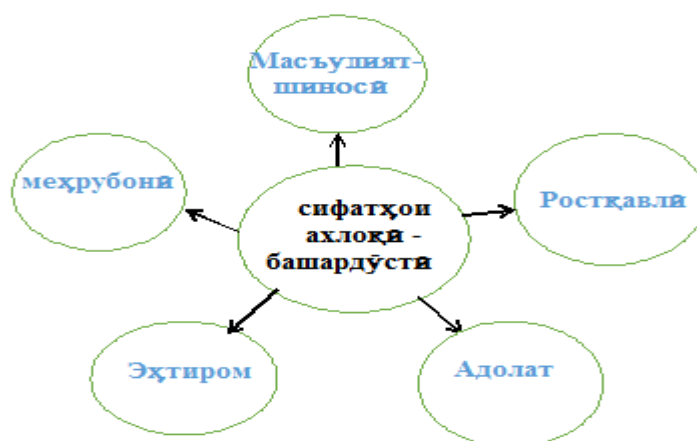 Масъулият-
шиносӣ
меҳрубонӣ
Ростқавлӣ
сифатҳои
ахлоқӣ -
башардӯстӣ
Эҳтиром
Адолат